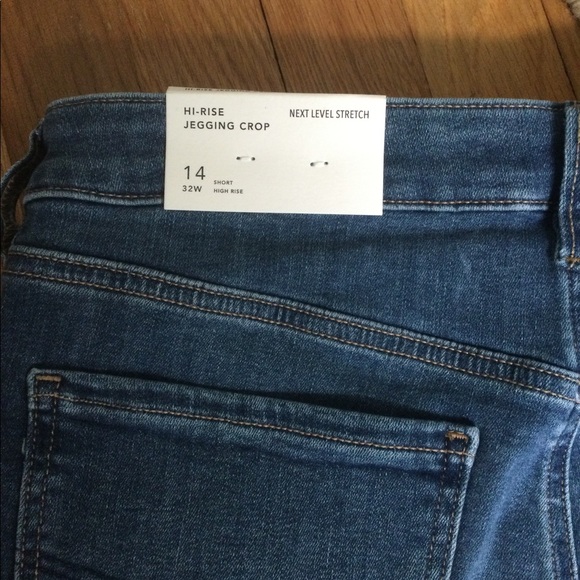 HI-RISE
JEGGING CROP
NEXT LEVEL STRETCH
14
32W
SHORT
HIGH RISE